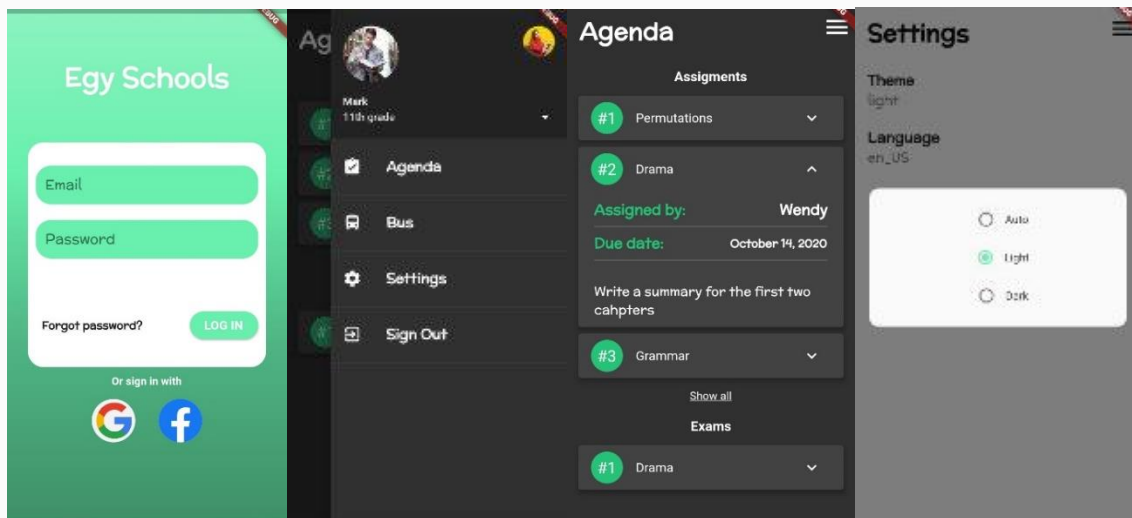 Egy Schools
Email
Password
Forgot password?
LOG IN
Or sign in with
Ag
Mark
11th grade
Agenda
Bus
Settings
Sign Out
Agenda
Assigments
#1 Permutations
#2 Drama
Assigned by: Wendy
Due date: October 14, 2020
Write a summary for the first two
cahpters
#3 Grammar
Show all
Exams
#1 Drama
Settings
Theme
light
Language
en_US
Auto
Light
Dark